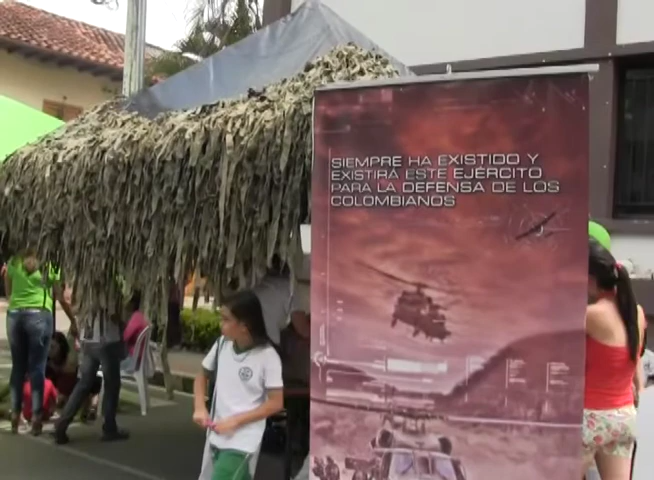 SIEMPRE HA EXISTIDO Y
EXISTIRÁ ESTE EJÉRCITO
PARA LA DEFENSA DE LOS
COLOMBIANOS